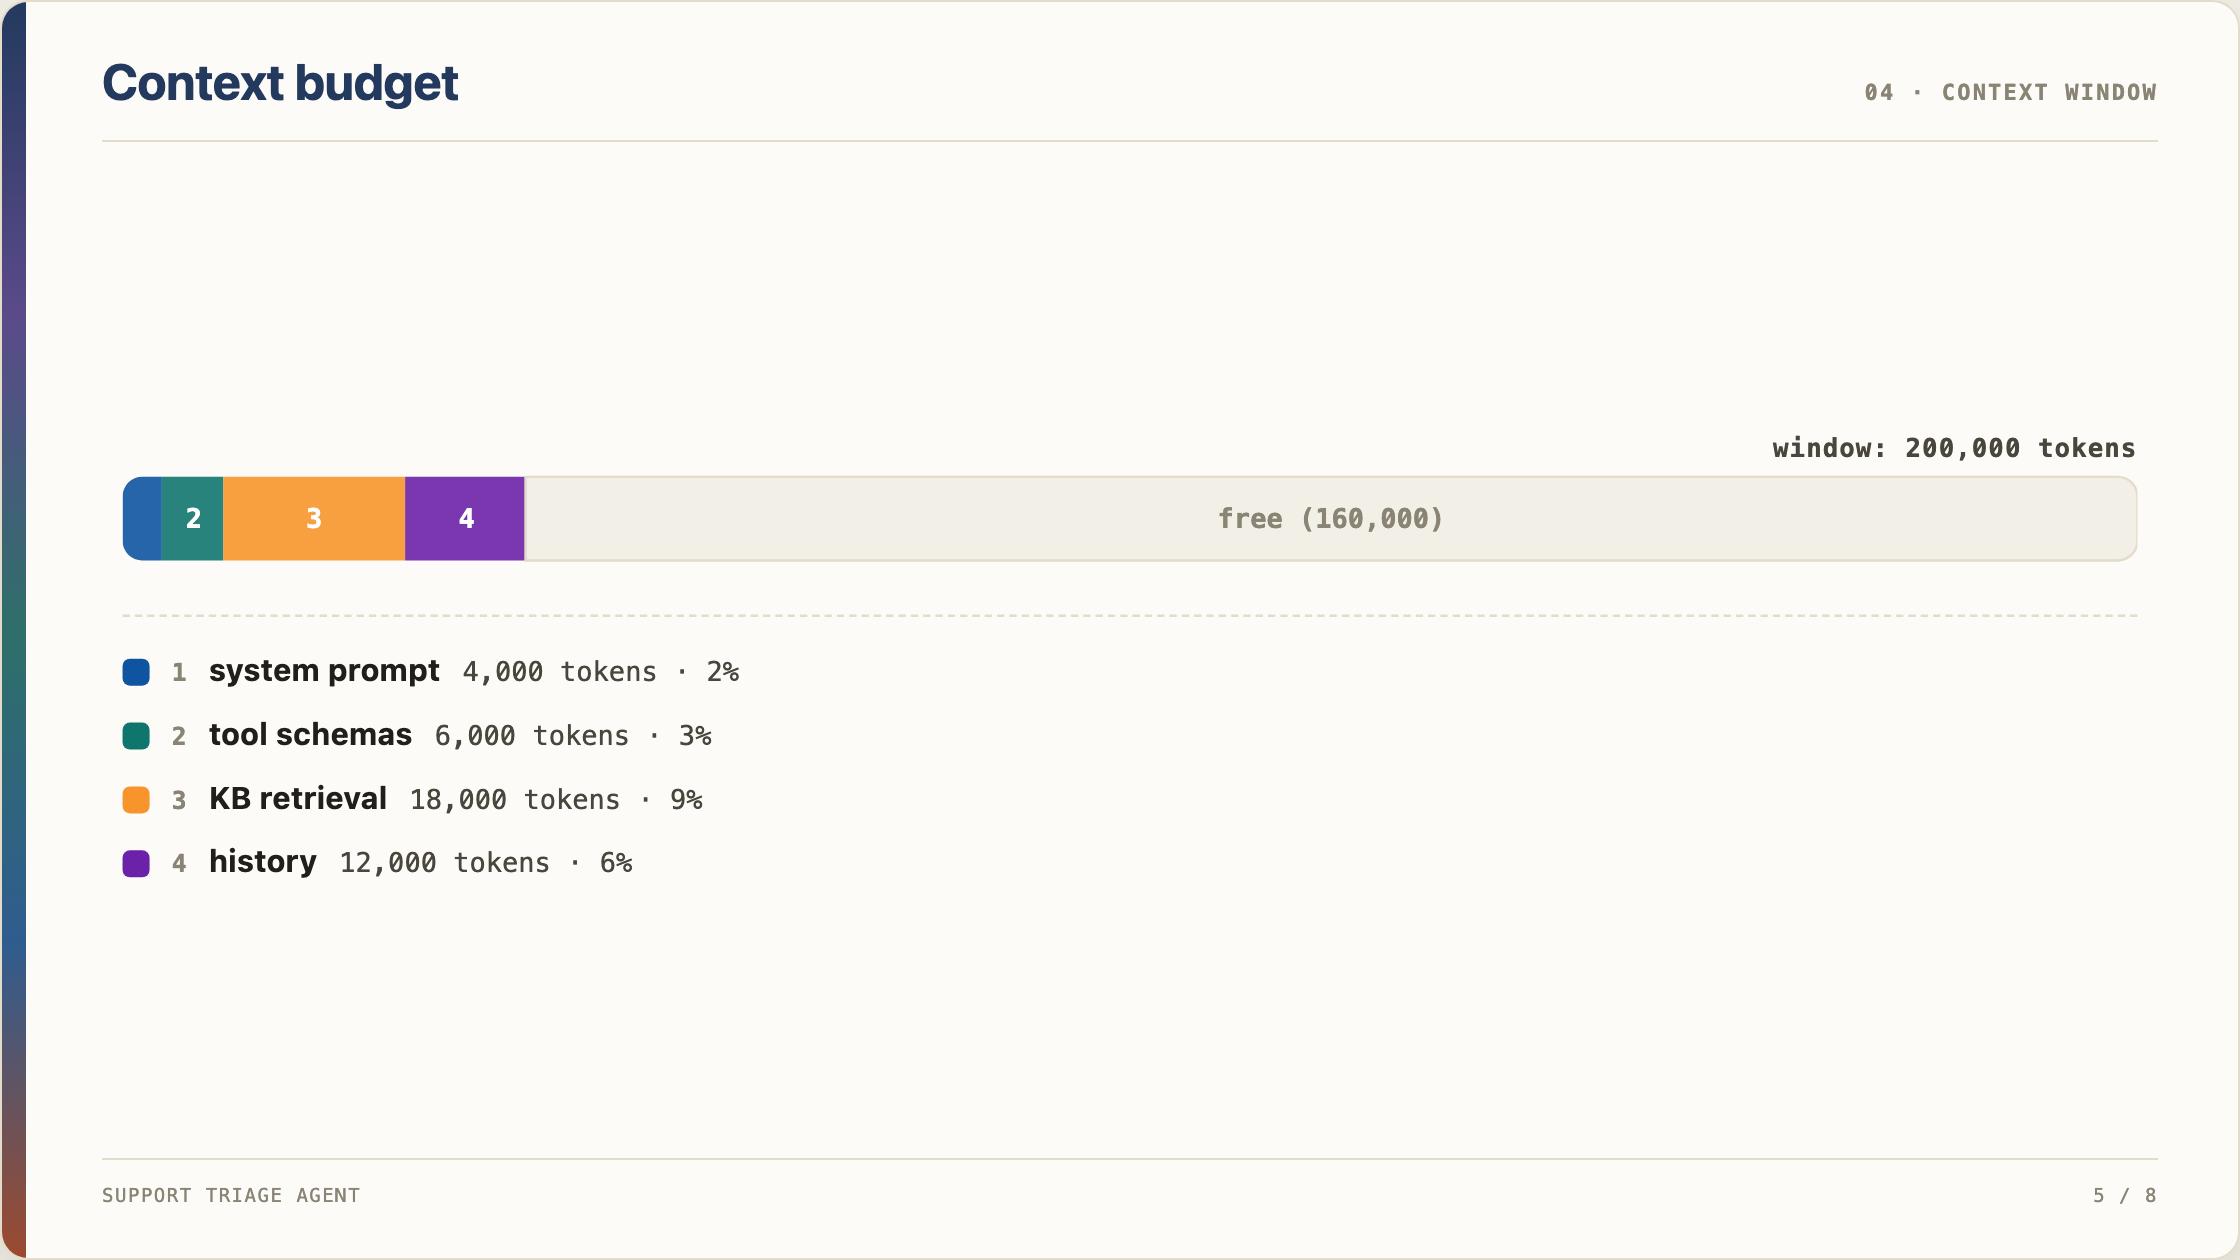 Context budget
04 · CONTEXT WINDOW
window: 200,000 tokens
2 3 4 free (160,000)
1 system prompt 4,000 tokens · 2%
2 tool schemas 6,000 tokens · 3%
3 KB retrieval 18,000 tokens · 9%
4 history 12,000 tokens · 6%
SUPPORT TRIAGE AGENT
5 / 8